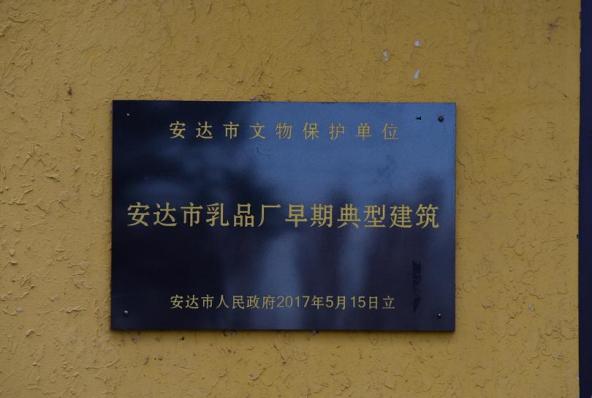 安达市文物保护单位
安达市乳品厂早期典型建筑
安达市人民政府2017年5月15日立